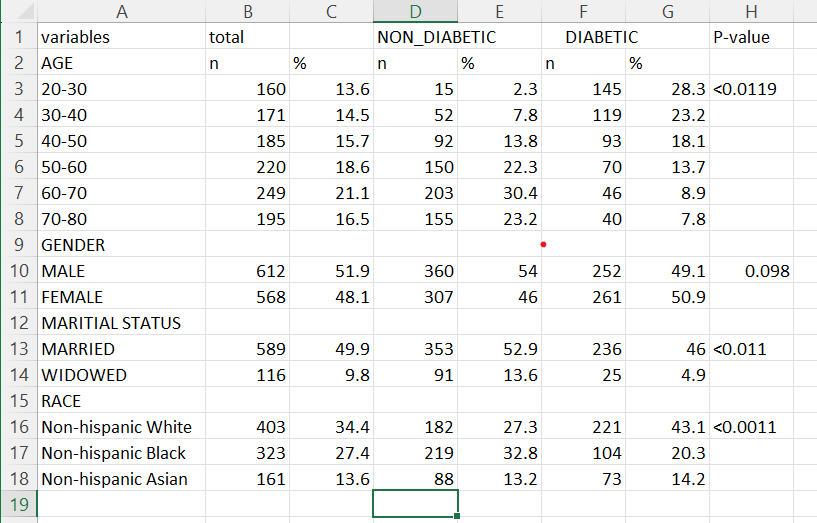 A B C D E F G H
1 variables total NON_DIABETIC DIABETIC P-value
2 AGE n % n % n %
3 20-30 160 13.6 15 2.3 145 28.3 <0.0119
4 30-40 171 14.5 52 7.8 119 23.2
5 40-50 185 15.7 92 13.8 93 18.1
6 50-60 220 18.6 150 22.3 70 13.7
7 60-70 249 21.1 203 30.4 46 8.9
8 70-80 195 16.5 155 23.2 40 7.8
9 GENDER
10 MALE 612 51.9 360 54 252 49.1 0.098
11 FEMALE 568 48.1 307 46 261 50.9
12 MARITIAL STATUS
13 MARRIED 589 49.9 353 52.9 236 46 <0.011
14 WIDOWED 116 9.8 91 13.6 25 4.9
15 RACE
16 Non-hispanic White 403 34.4 182 27.3 221 43.1 <0.0011
17 Non-hispanic Black 323 27.4 219 32.8 104 20.3
18 Non-hispanic Asian 161 13.6 88 13.2 73 14.2
19